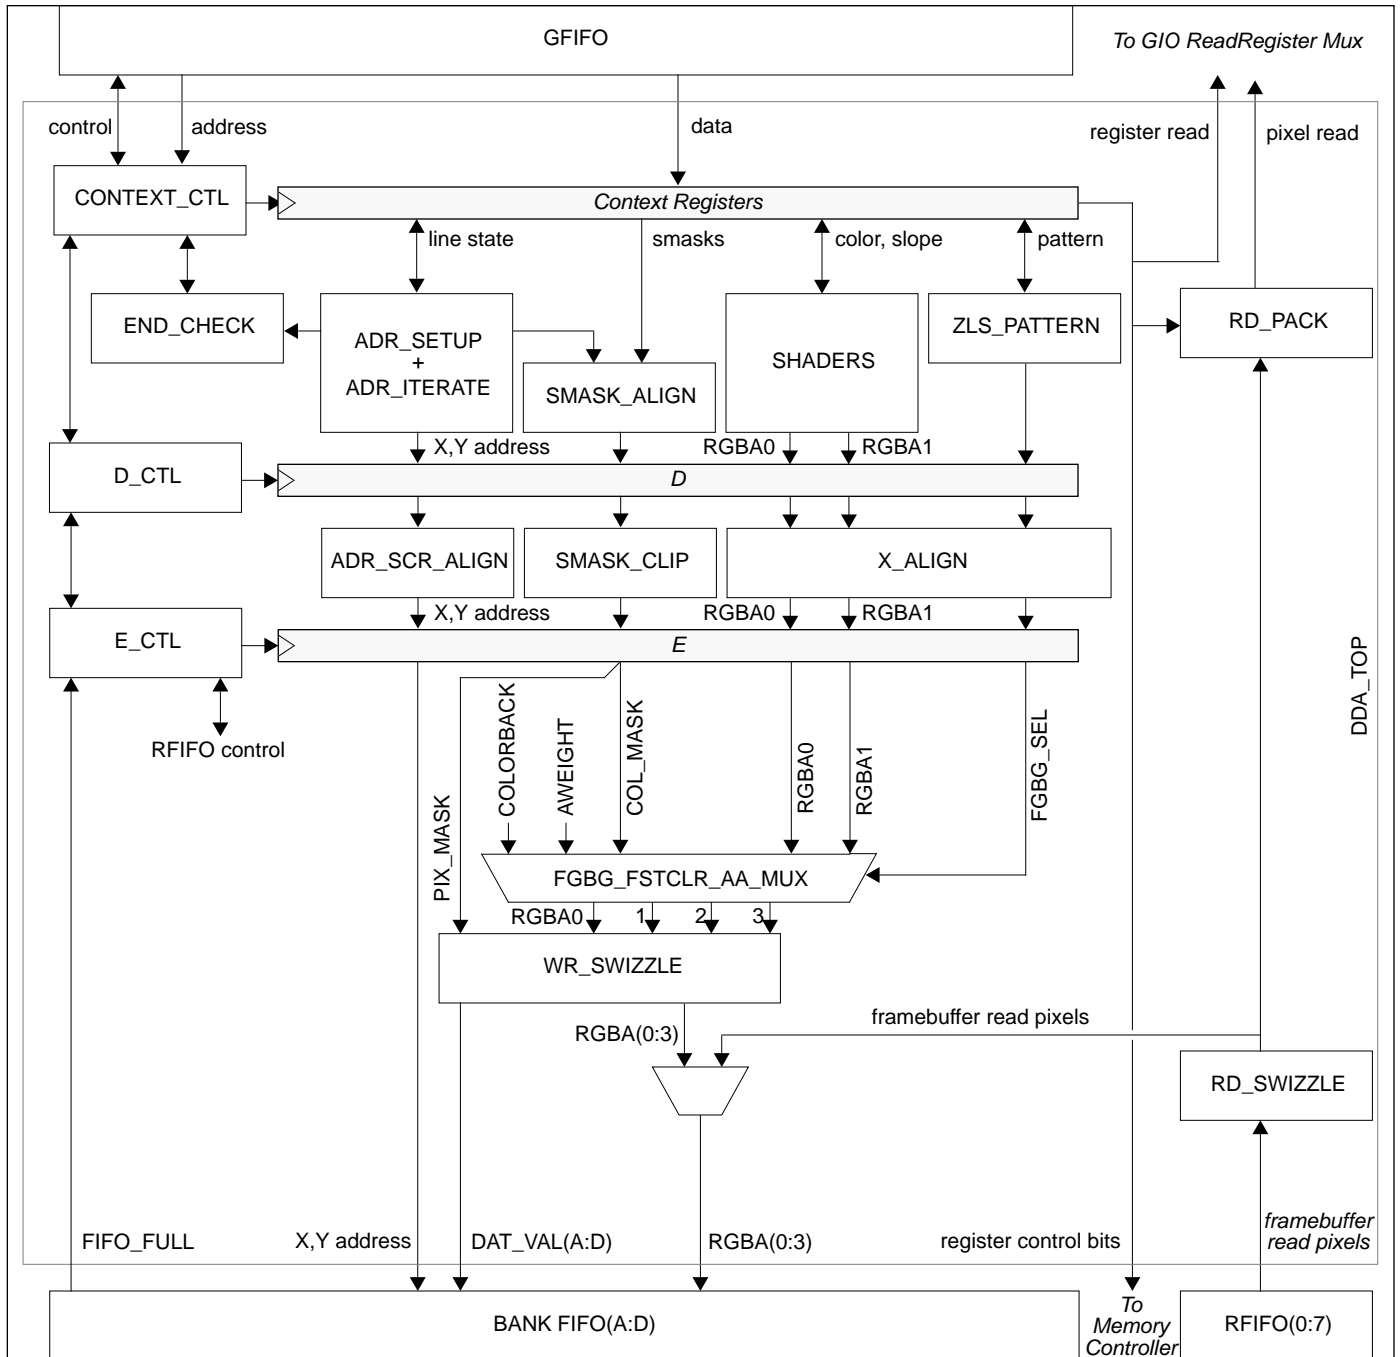 GFIFO
To GIO ReadRegister Mux
control
address
data
register read
pixel read
CONTEXT_CTL
Context Registers
line state
smasks
color, slope
pattern
END_CHECK
ADR_SETUP
+
ADR_ITERATE
SMASK_ALIGN
SHADERS
ZLS_PATTERN
RD_PACK
X,Y address
RGBA0
RGBA1
D_CTL
D
ADR_SCR_ALIGN
SMASK_CLIP
X_ALIGN
X,Y address
RGBA0
RGBA1
E_CTL
E
DDA_TOP
RFIFO control
PIX_MASK
COLORBACK
AWEIGHT
COL_MASK
RGBA0
RGBA1
FGBG_SEL
FGBG_FSTCLR_AA_MUX
RGBA0
1
2
3
WR_SWIZZLE
RGBA(0:3)
framebuffer read pixels
RD_SWIZZLE
FIFO_FULL
X,Y address
DAT_VAL(A:D)
RGBA(0:3)
register control bits
framebuffer
read pixels
BANK FIFO(A:D)
To
Memory
Controller
RFIFO(0:7)